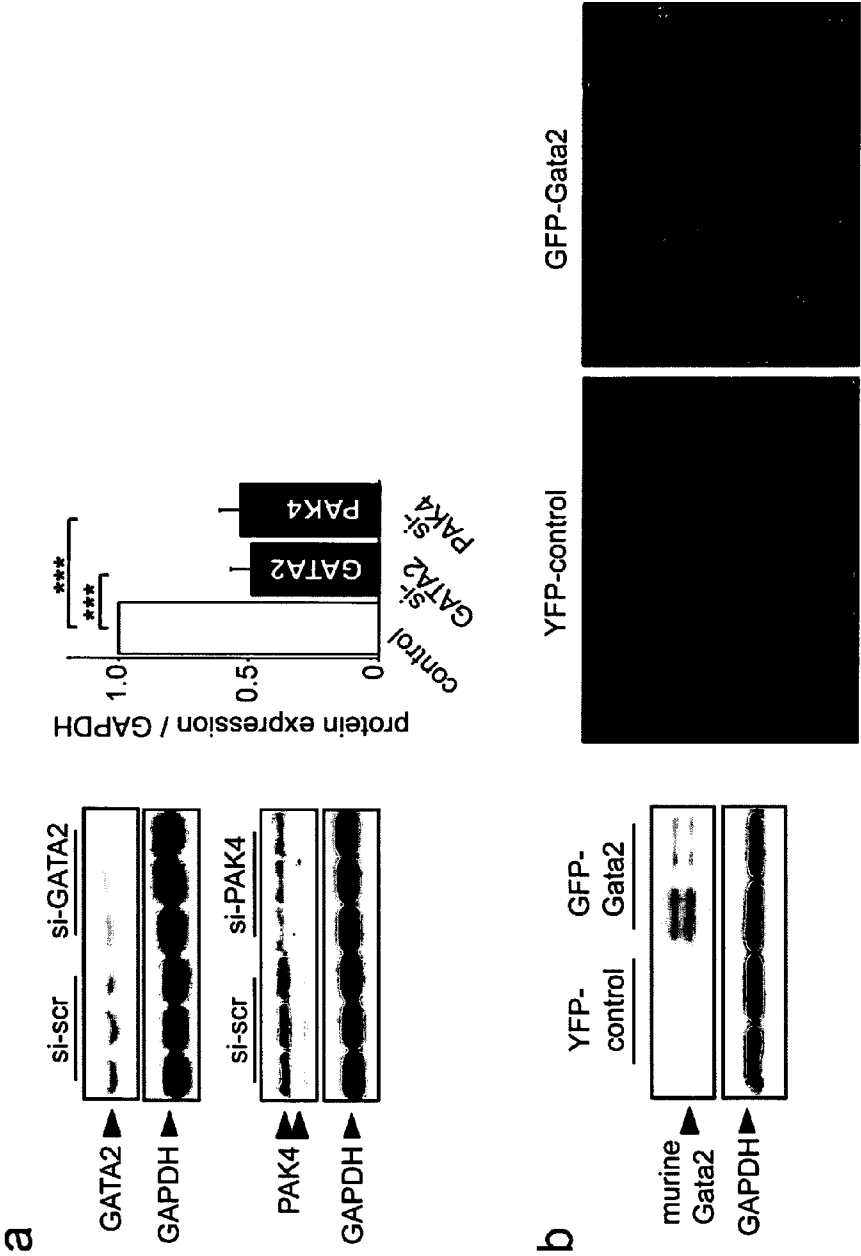 a
si-scr
si-GATA2
GATA2
GAPDH
si-scr
si-PAK4
PAK4
GAPDH
protein expression / GAPDH
1.0
0.5
0
***
***
GATA2
PAK4
control
si-
GATA2
si-
PAK4
b
YFP-
control
GFP-
Gata2
murine
Gata2
GAPDH
YFP-control
GFP-Gata2